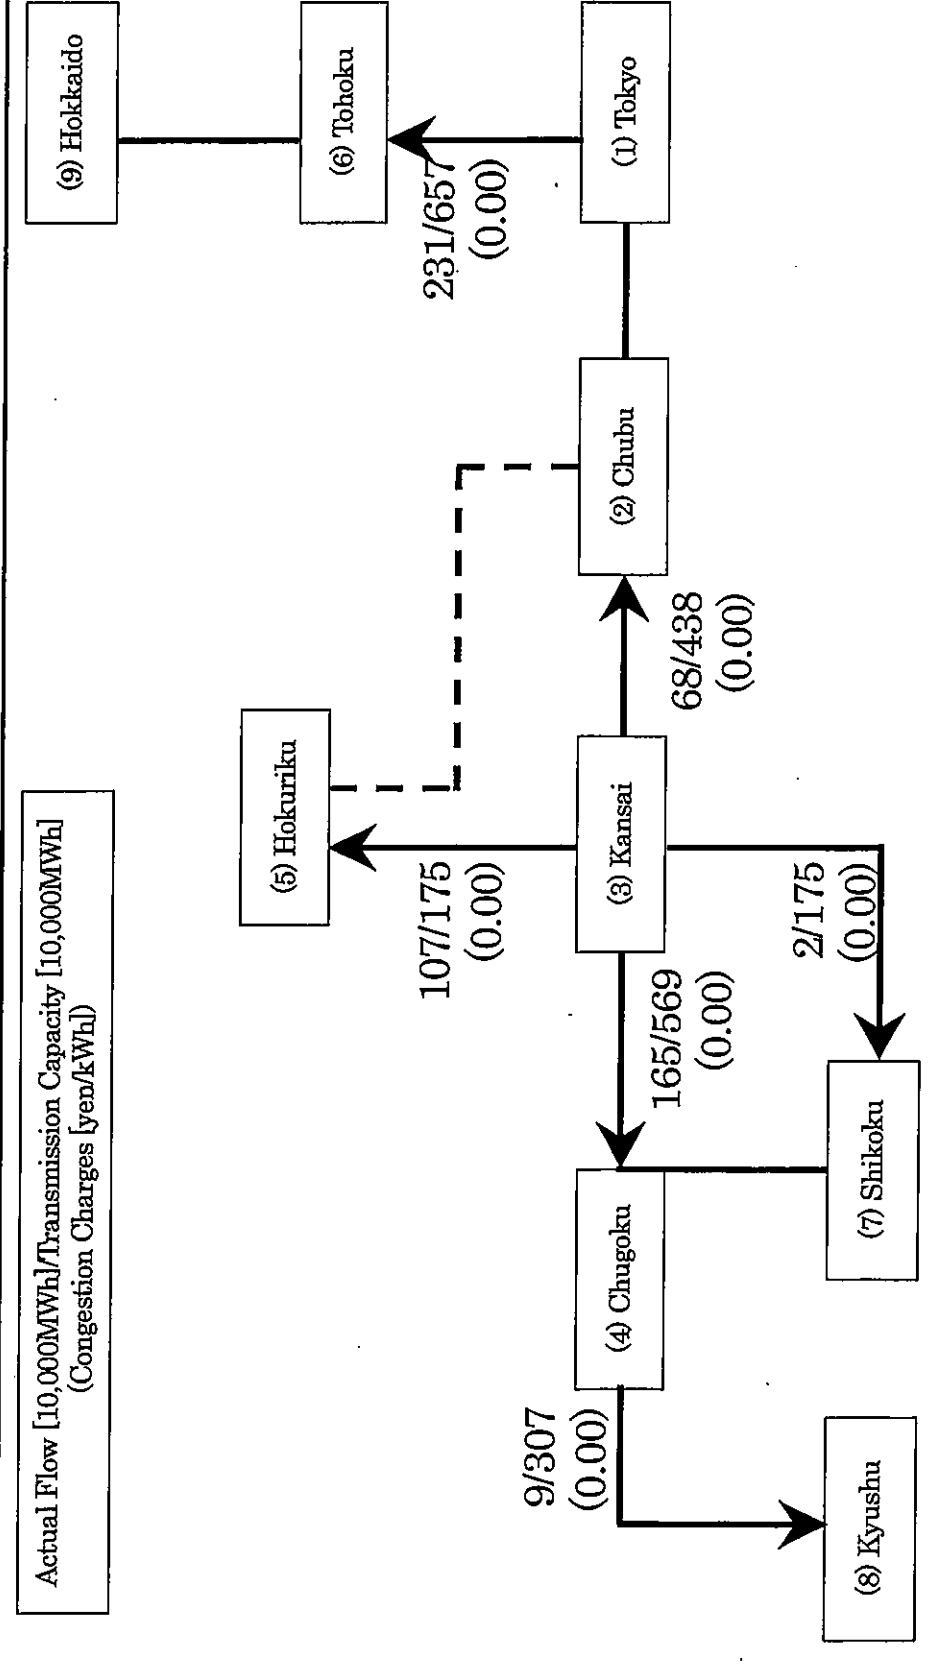 Actual Flow [10,000MWh]/Transmission Capacity [10,000MWh]
(Congestion Charges [yen/kWh])
(9) Hokkaido
(6) Tohoku
231/657
(0.00)
(1) Tokyo
(5) Hokuriku
107/175
(0.00)
(2) Chubu
68/438
(0.00)
(3) Kansai
165/569
(0.00)
2/175
(0.00)
(4) Chugoku
9/307
(0.00)
(7) Shikoku
(8) Kyushu